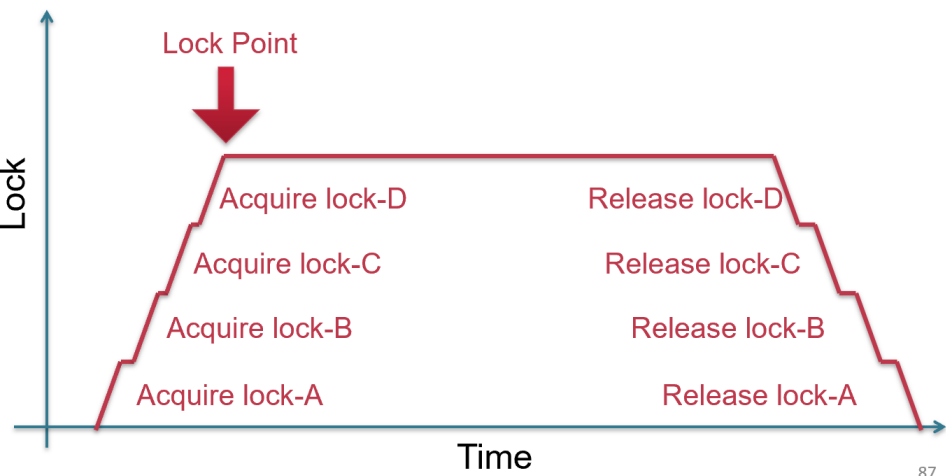 Lock Point
Lock
Acquire lock-D
Release lock-D
Acquire lock-C
Release lock-C
Acquire lock-B
Release lock-B
Acquire lock-A
Release lock-A
Time
87